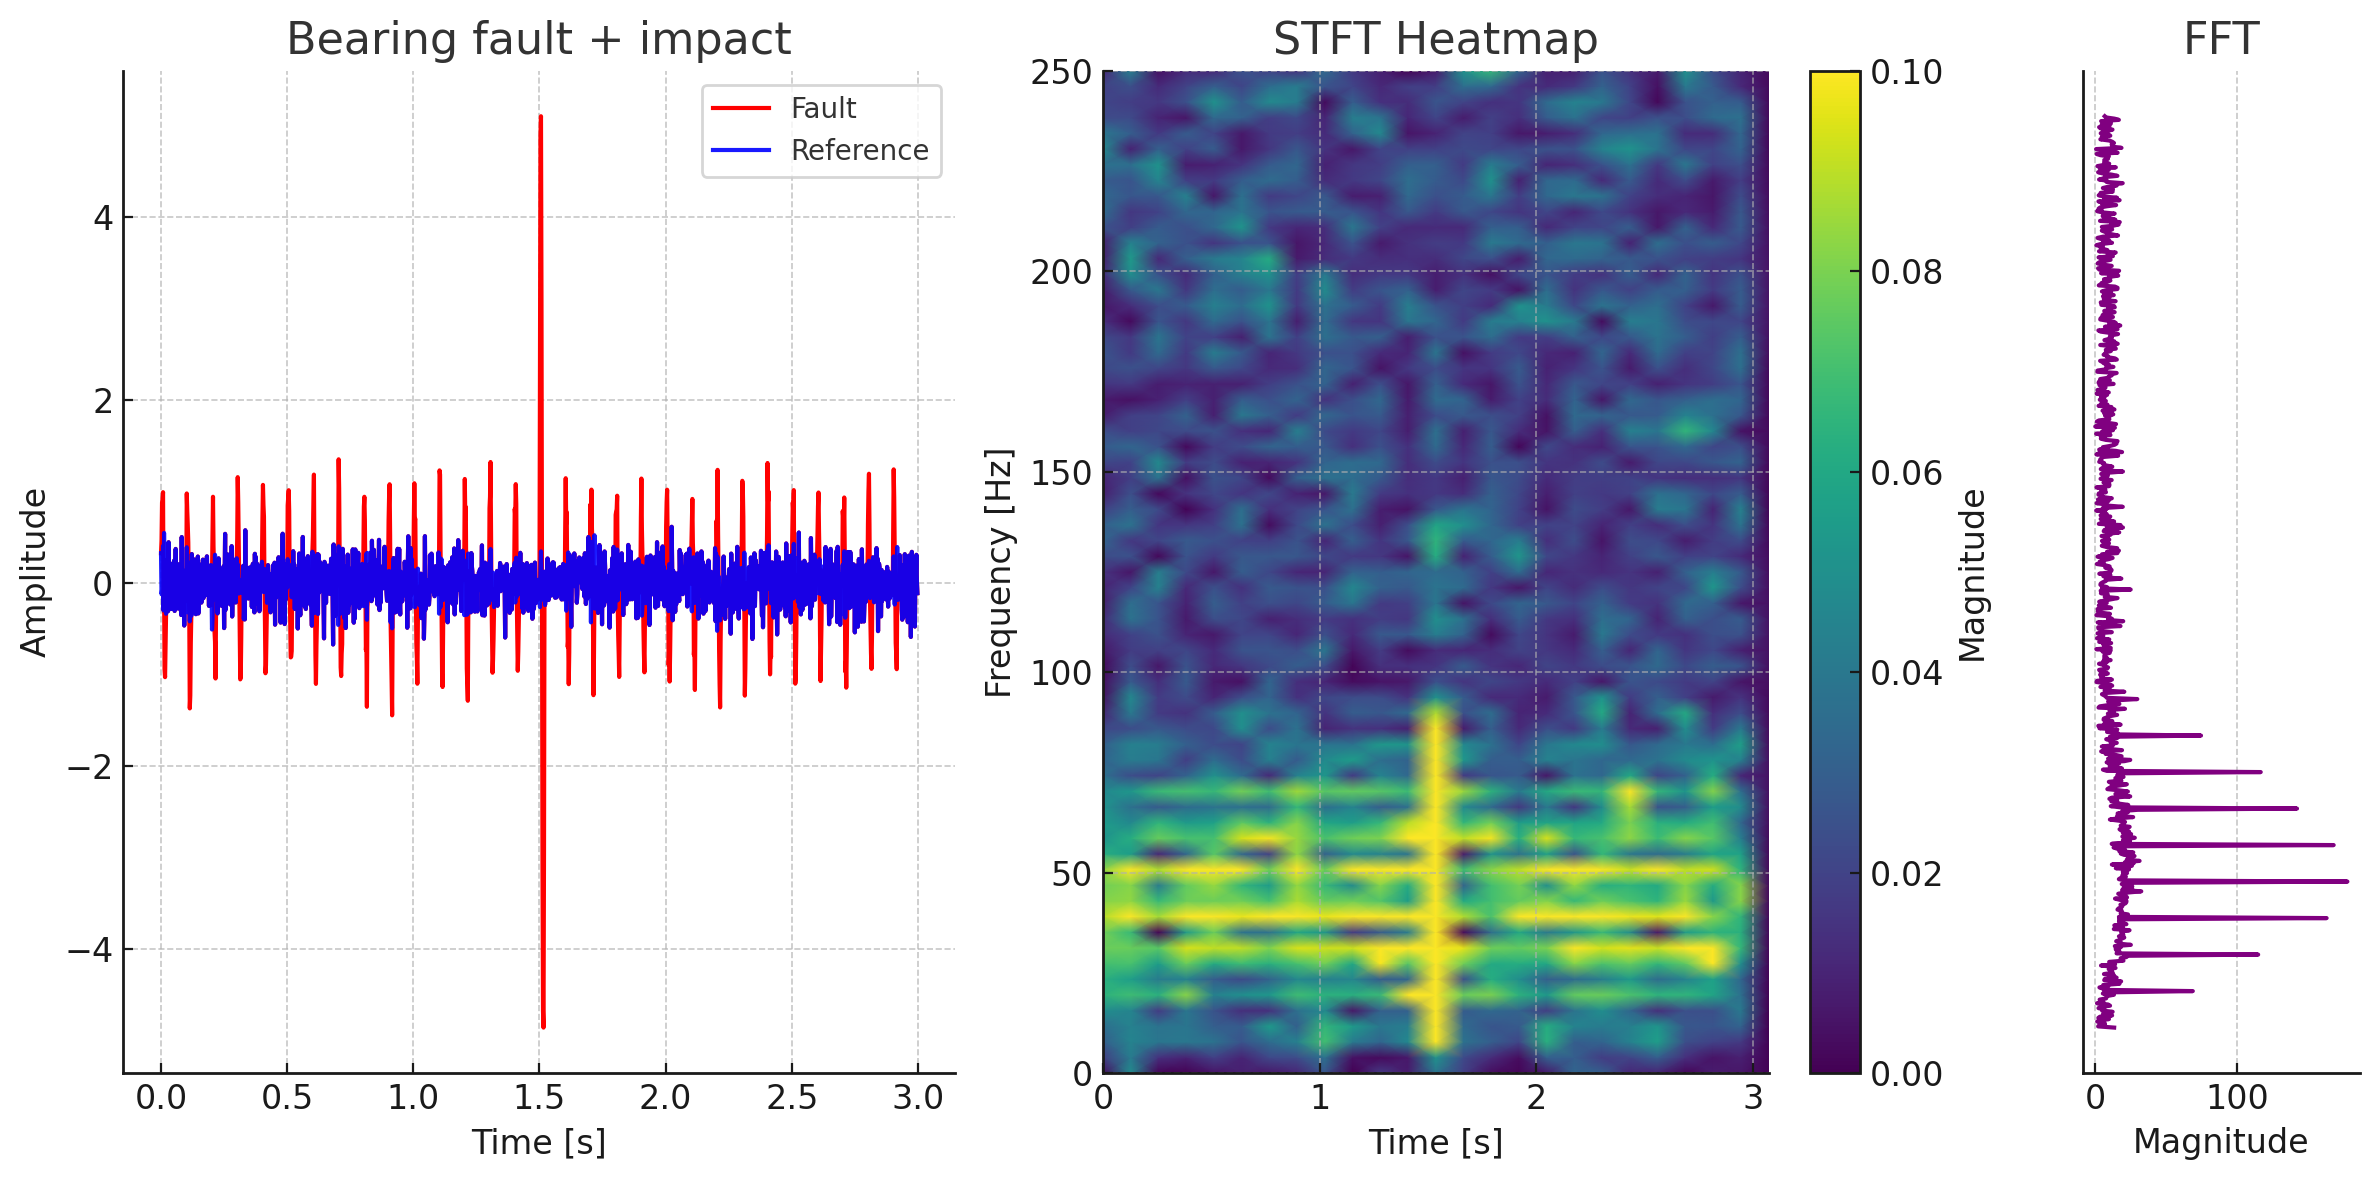 Bearing fault + impact
Fault
Reference
4
2
0
−2
−4
Amplitude
0.0 0.5 1.0 1.5 2.0 2.5 3.0
Time [s]
STFT Heatmap
250
200
150
100
50
0
Frequency [Hz]
0 1 2 3
Time [s]
0.10
0.08
0.06
0.04
0.02
0.00
Magnitude
FFT
0 100
Magnitude